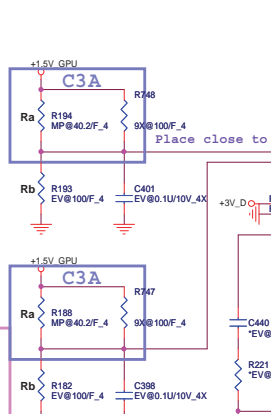 +1.5V_GPU
C3A
R748
Ra
R194
MP@40.2/F_4
9X@100/F_4
Place close to
Rb
R193
EV@100/F_4
C401
EV@0.1U/10V_4X
+3V_D
+1.5V_GPU
C3A
R747
Ra
R188
MP@40.2/F_4
9X@100/F_4
C440
*EV@
R221
*EV@
Rb
R182
EV@100/F_4
C398
EV@0.1U/10V_4X